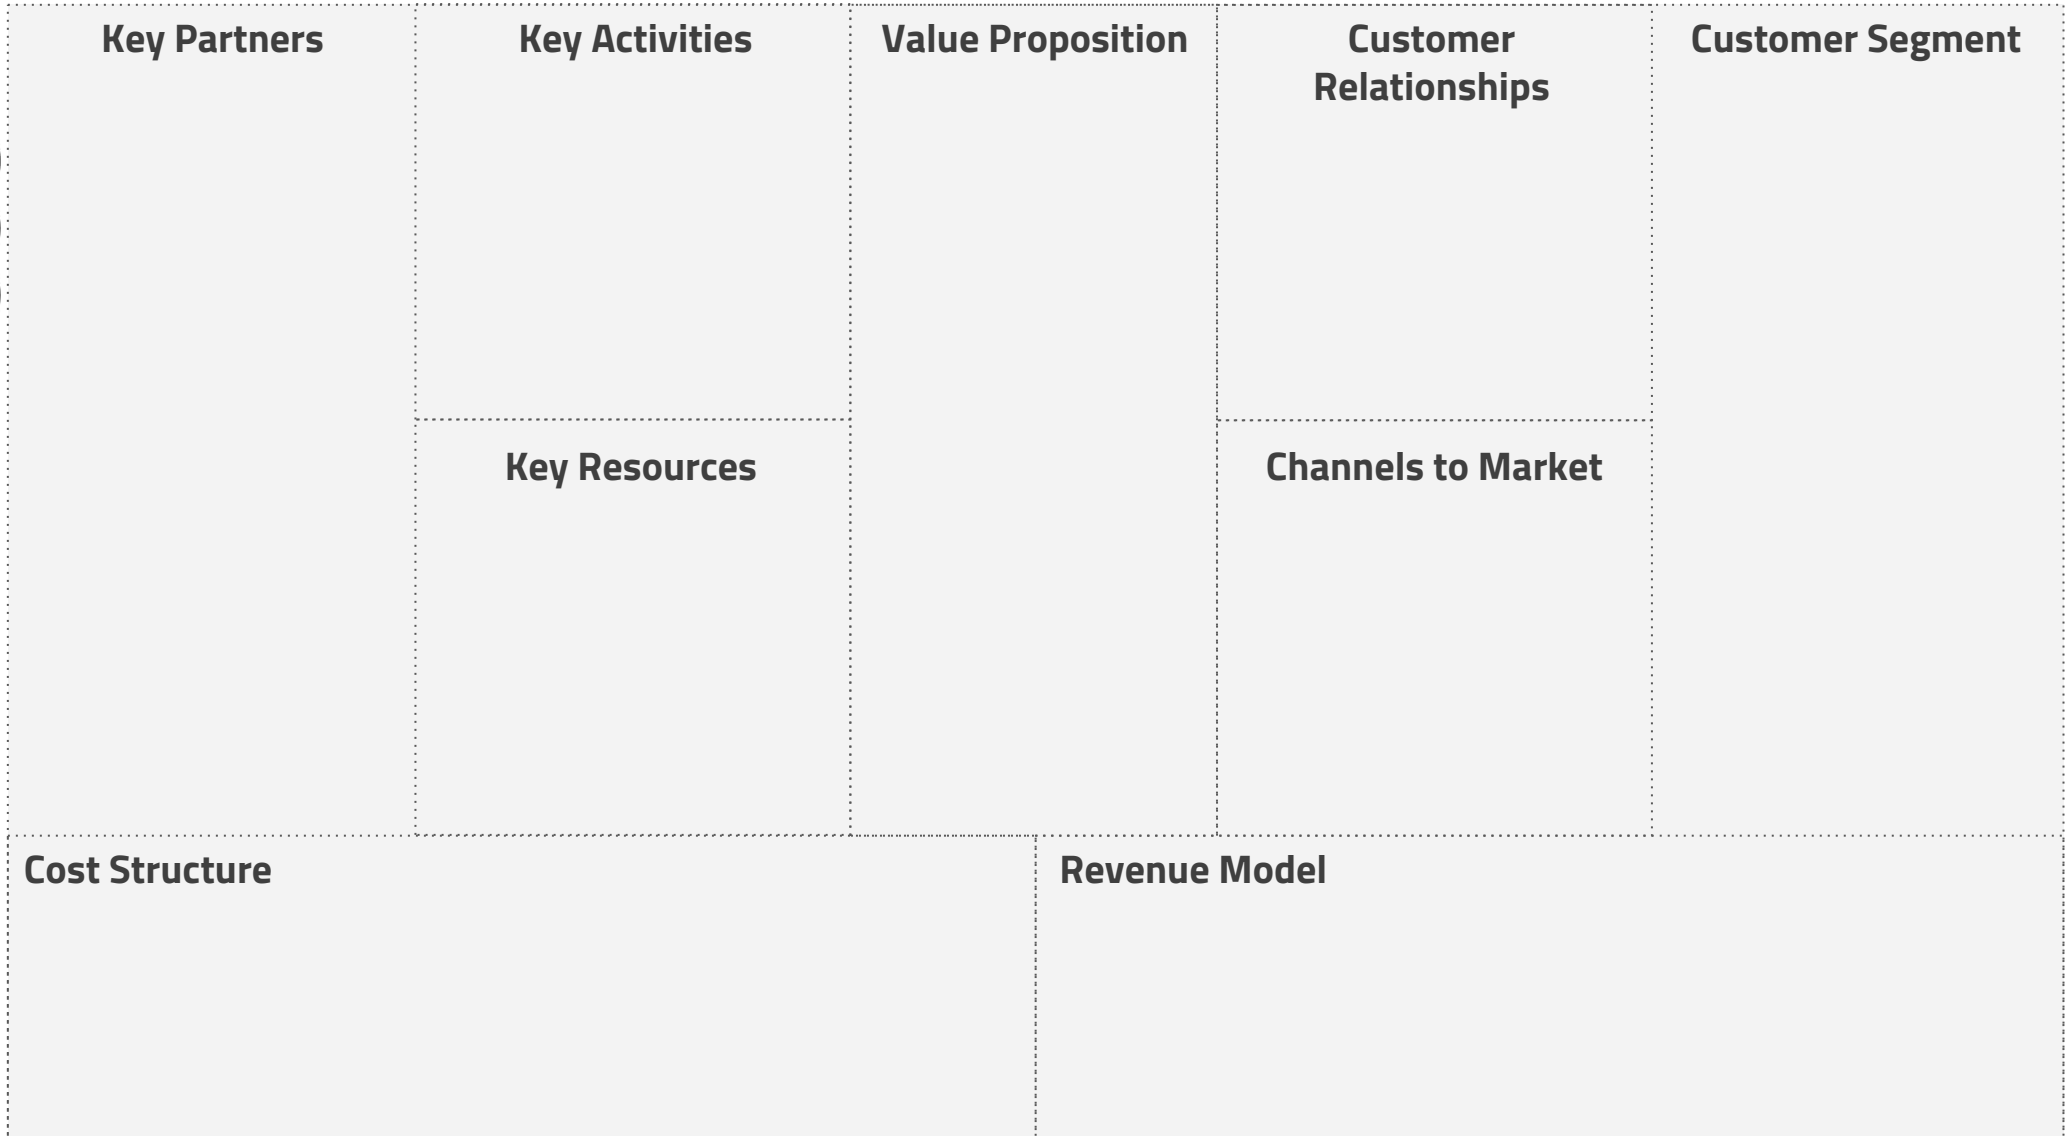 Key Partners
Key Activities
Value Proposition
Customer
Relationships
Customer Segment
Key Resources
Channels to Market
Cost Structure
Revenue Model